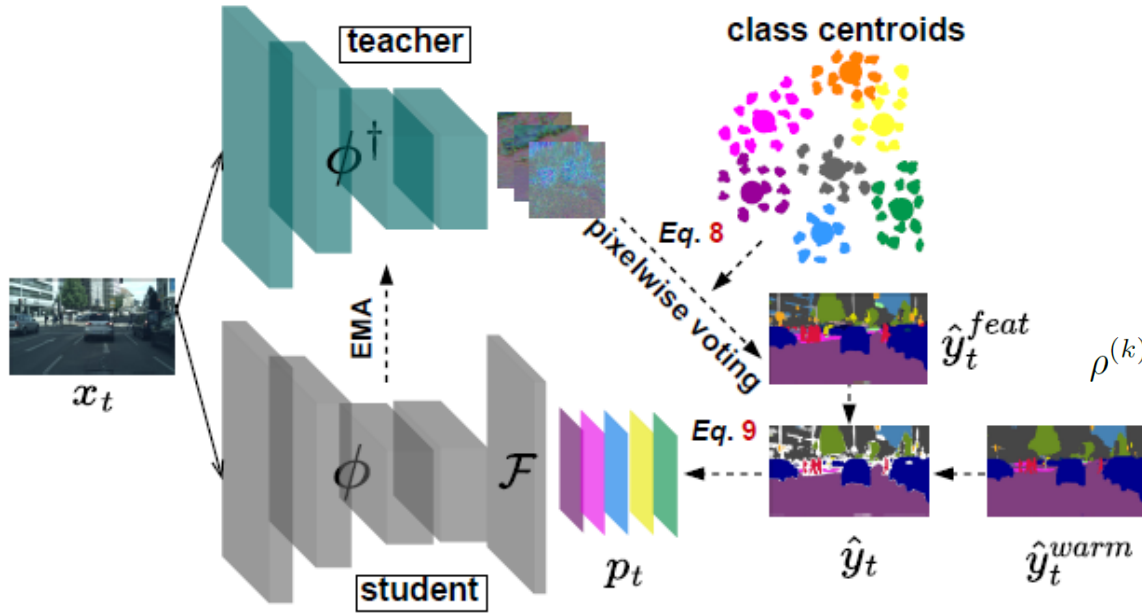 teacher
class centroids
ϕ†
Eq. 8
pixelwise voting
EMA
x_t
ŷ_t^{feat}
ρ^{(k)}
Eq. 9
ϕ
F
p_t
ŷ_t
ŷ_t^{warm}
student